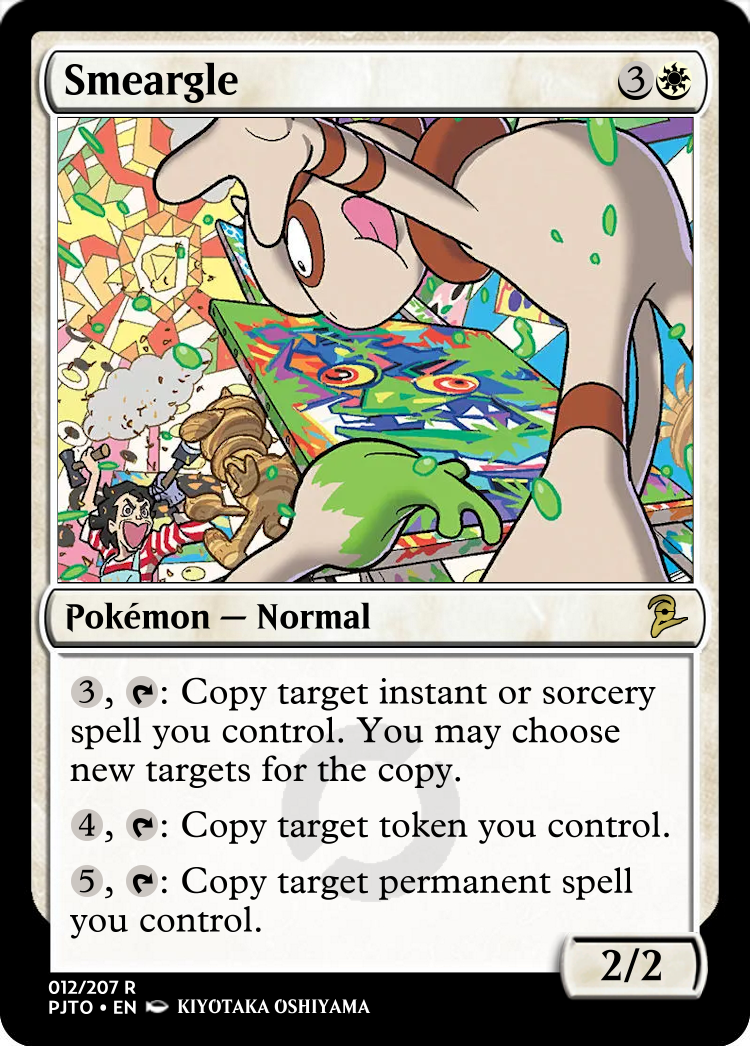 Smeargle 3
Pokémon — Normal
3, : Copy target instant or sorcery
spell you control. You may choose
new targets for the copy.
4, : Copy target token you control.
5, : Copy target permanent spell
you control.
2/2
012/207 R
PJTO • EN KIYOTAKA OSHIYAMA